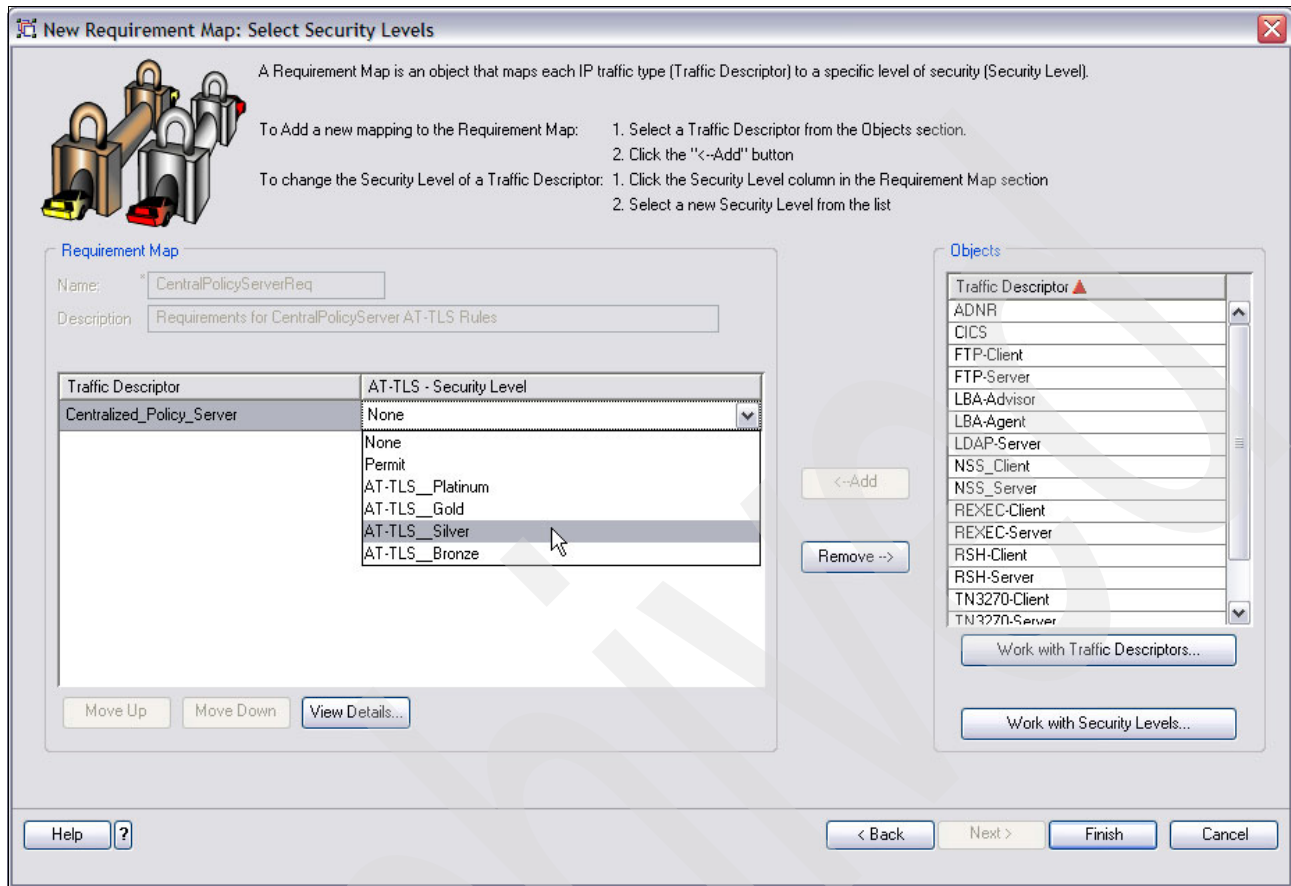 New Requirement Map: Select Security Levels
A Requirement Map is an object that maps each IP traffic type (Traffic Descriptor) to a specific level of security (Security Level).
To Add a new mapping to the Requirement Map: 1. Select a Traffic Descriptor from the Objects section.
2. Click the "<--Add" button
To change the Security Level of a Traffic Descriptor: 1. Click the Security Level column in the Requirement Map section
2. Select a new Security Level from the list
Requirement Map
Name: * CentralPolicyServerReq
Description Requirements for CentralPolicyServer AT-TLS Rules
Traffic Descriptor AT-TLS - Security Level
Centralized_Policy_Server None
None
Permit
AT-TLS__Platinum
AT-TLS__Gold
AT-TLS__Silver
AT-TLS__Bronze
Move Up Move Down View Details...
<--Add
Remove -->
Objects
Traffic Descriptor
ADNR
CICS
FTP-Client
FTP-Server
LBA-Advisor
LBA-Agent
LDAP-Server
NSS_Client
NSS_Server
REXEC-Client
REXEC-Server
RSH-Client
RSH-Server
TN3270-Client
TN3270-Server
Work with Traffic Descriptors...
Work with Security Levels...
Help ? < Back Next > Finish Cancel